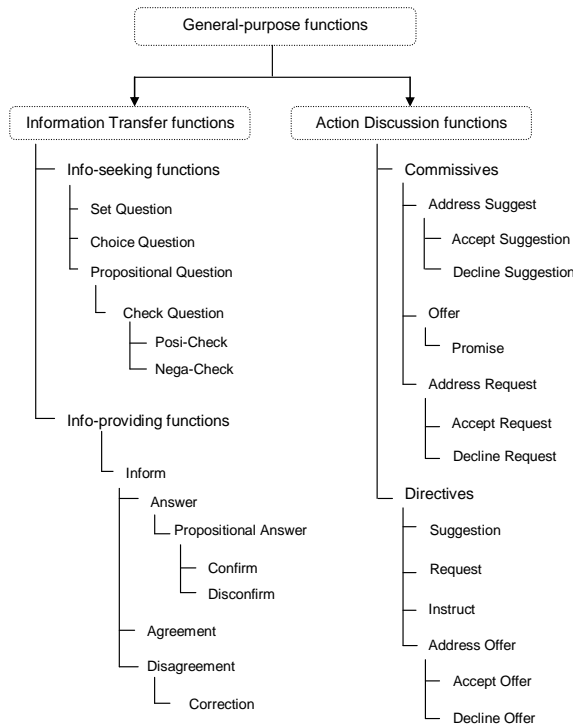 General-purpose functions
Information Transfer functions
Action Discussion functions
Info-seeking functions
Set Question
Choice Question
Propositional Question
Check Question
Posi-Check
Nega-Check
Info-providing functions
Inform
Answer
Propositional Answer
Confirm
Disconfirm
Agreement
Disagreement
Correction
Commissives
Address Suggest
Accept Suggestion
Decline Suggestion
Offer
Promise
Address Request
Accept Request
Decline Request
Directives
Suggestion
Request
Instruct
Address Offer
Accept Offer
Decline Offer